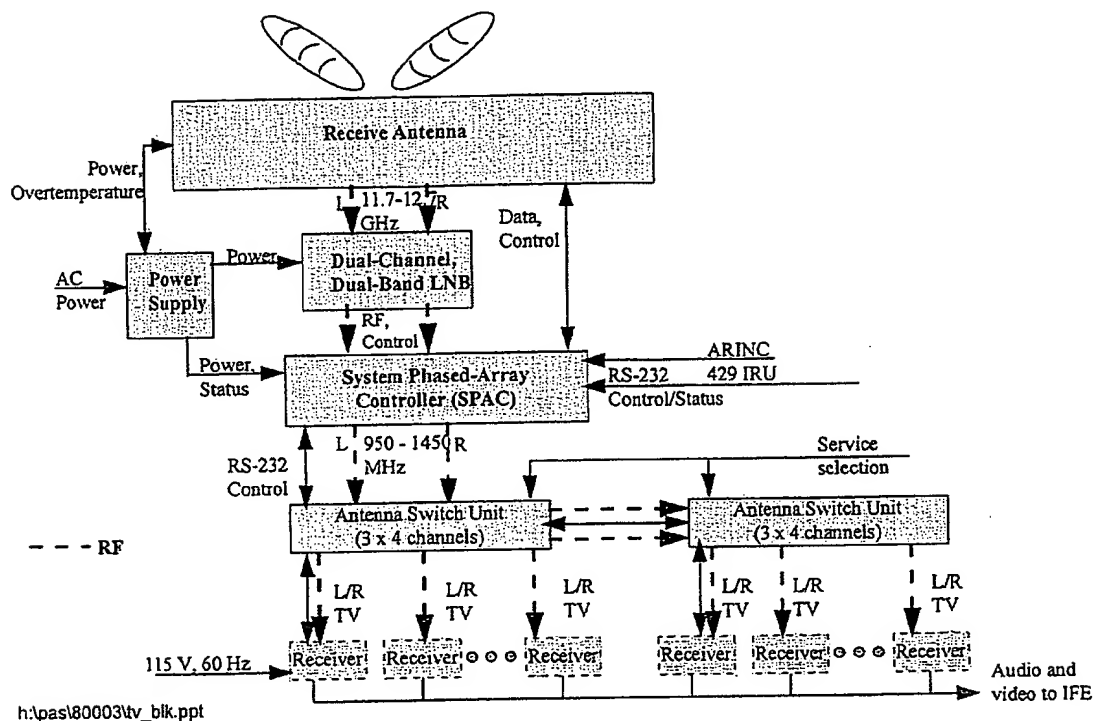 Receive Antenna
Power,
Overtemperature
L 11.7-12.7 R
GHz
Data,
Control
AC
Power
Power
Supply
Power
Dual-Channel,
Dual-Band LNB
RF,
Control
Power,
Status
System Phased-Array
Controller (SPAC)
ARINC
429 IRU
RS-232
Control/Status
L 950 - 1450 R
MHz
RS-232
Control
Service
selection
Antenna Switch Unit
(3 x 4 channels)
Antenna Switch Unit
(3 x 4 channels)
RF
L/R
TV
L/R
TV
L/R
TV
L/R
TV
L/R
TV
L/R
TV
115 V, 60 Hz
Receiver
Receiver
Receiver
Receiver
Receiver
Receiver
Audio and
video to IFE
h:\pas\80003\tv_blk.ppt